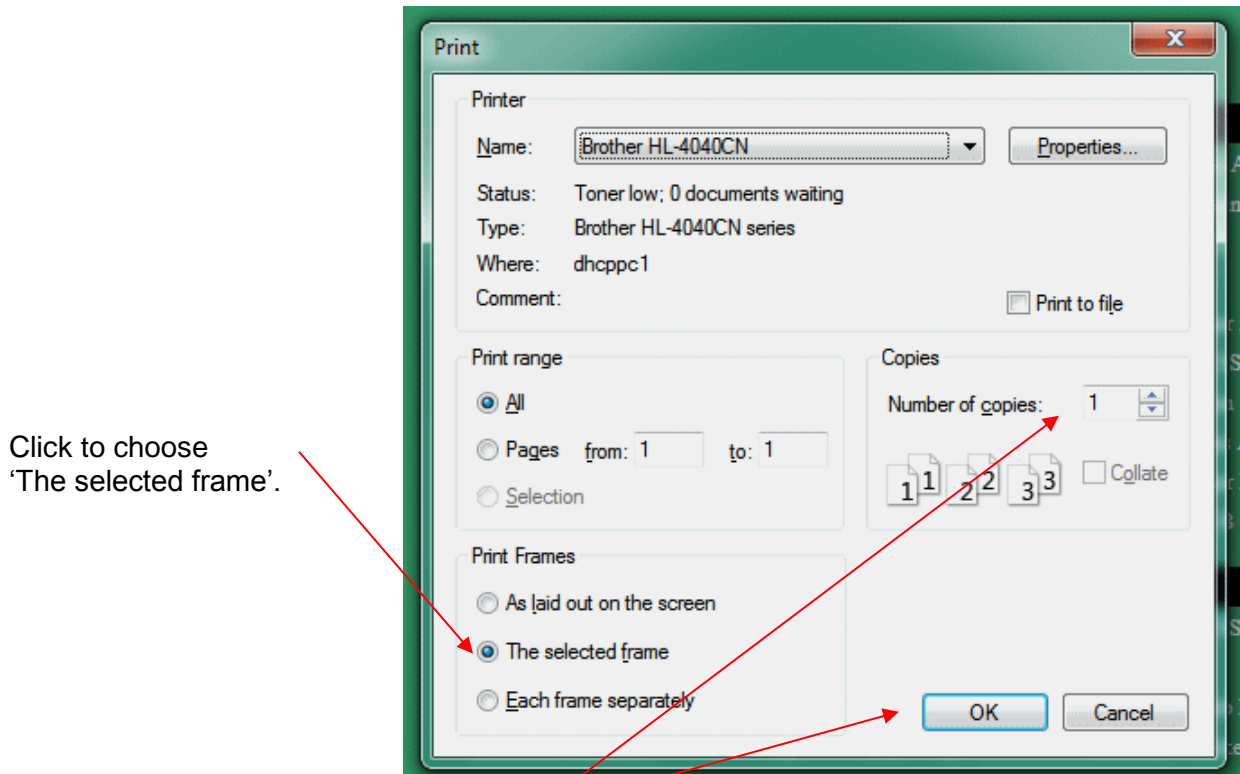 Print
X
Printer
Name: Brother HL-4040CN Properties...
Status: Toner low; 0 documents waiting
Type: Brother HL-4040CN series
Where: dhcppc1
Comment:
Print to file
Print range
All
Pages from: 1 to: 1
Selection
Copies
Number of copies: 1
1 1 2 2 3 3 Collate
Click to choose
‘The selected frame’.
Print Frames
As laid out on the screen
The selected frame
Each frame separately
OK Cancel